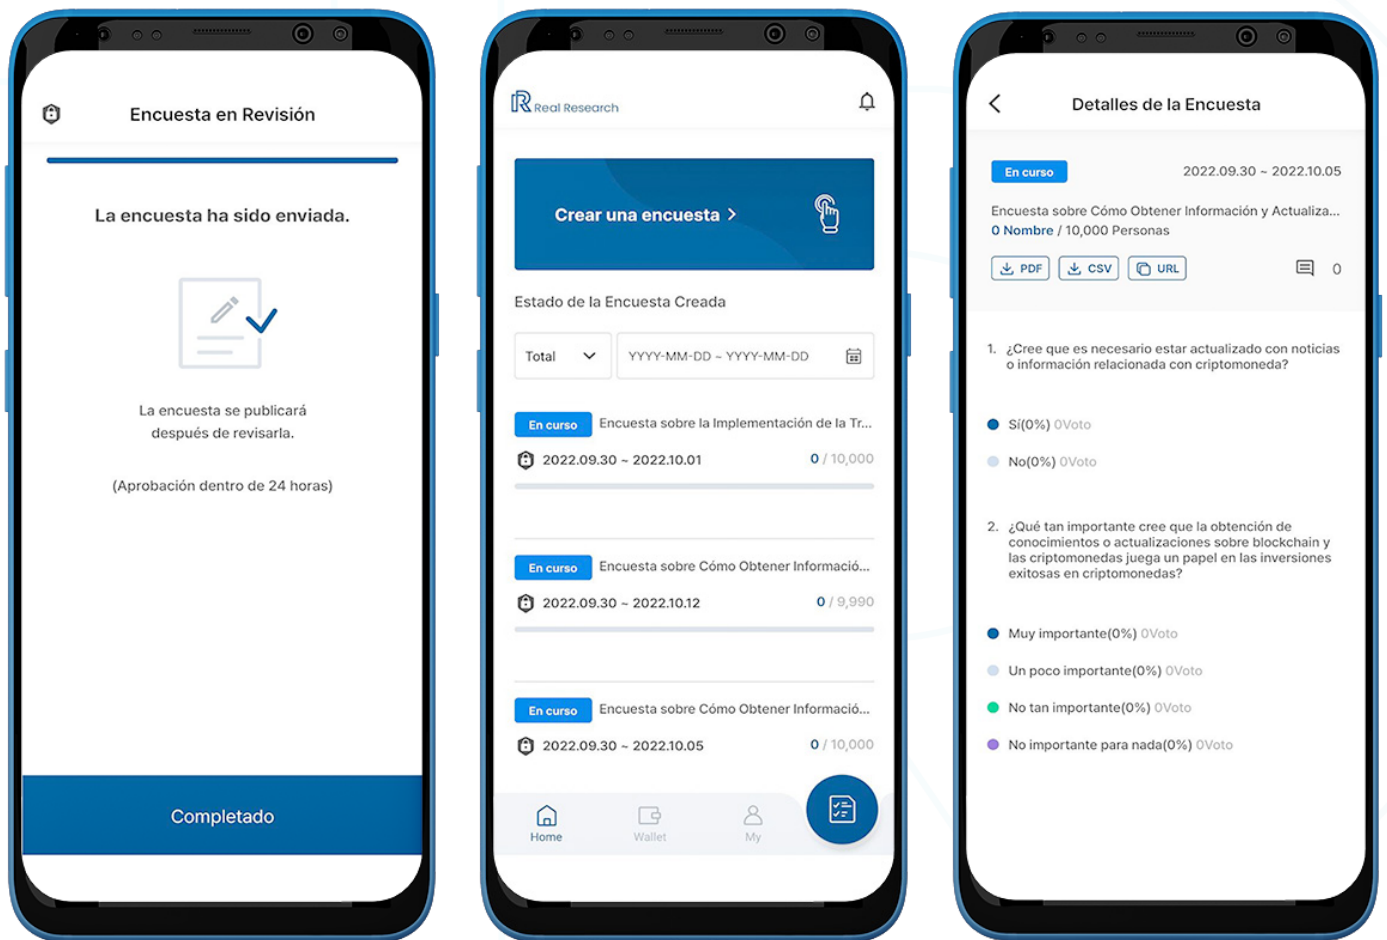 Encuesta en Revisión
La encuesta ha sido enviada.
La encuesta se publicará
después de revisarla.
(Aprobación dentro de 24 horas)
Completado
Real Research
Crear una encuesta >
Estado de la Encuesta Creada
Total YYYY-MM-DD ~ YYYY-MM-DD
En curso Encuesta sobre la Implementación de la Tr...
2022.09.30 ~ 2022.10.01 0 / 10,000
En curso Encuesta sobre Cómo Obtener Informació...
2022.09.30 ~ 2022.10.12 0 / 9,990
En curso Encuesta sobre Cómo Obtener Informació...
2022.09.30 ~ 2022.10.05 0 / 10,000
Home Wallet My
Detalles de la Encuesta
En curso 2022.09.30 ~ 2022.10.05
Encuesta sobre Cómo Obtener Información y Actualiza...
0 Nombre / 10,000 Personas
PDF CSV URL 0
1. ¿Cree que es necesario estar actualizado con noticias
o información relacionada con criptomoneda?
Sí(0%) 0Voto
No(0%) 0Voto
2. ¿Qué tan importante cree que la obtención de
conocimientos o actualizaciones sobre blockchain y
las criptomonedas juega un papel en las inversiones
exitosas en criptomonedas?
Muy importante(0%) 0Voto
Un poco importante(0%) 0Voto
No tan importante(0%) 0Voto
No importante para nada(0%) 0Voto